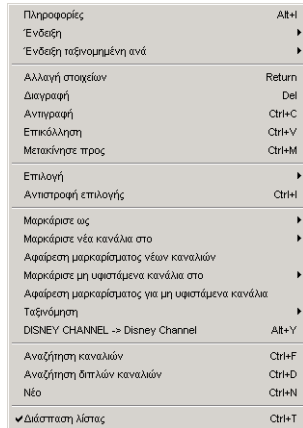 Πληροφορίες Alt+I
Ένδειξη
Ένδειξη ταξινομημένη ανά
Αλλαγή στοιχείων Return
Διαγραφή Del
Αντιγραφή Ctrl+C
Επικόλληση Ctrl+V
Μετακίνησε προς Ctrl+M
Επιλογή
Αντιστροφή επιλογής Ctrl+I
Μαρκάρισε ως
Μαρκάρισε νέα κανάλια στο
Αφαίρεση μαρκαρίσματος νέων καναλιών
Μαρκάρισε μη υφιστάμενα κανάλια στο
Αφαίρεση μαρκαρίσματος για μη υφιστάμενα κανάλια
Ταξινόμηση
DISNEY CHANNEL -> Disney Channel Alt+Y
Αναζήτηση καναλιών Ctrl+F
Αναζήτηση διπλών καναλιών Ctrl+D
Νέο Ctrl+N
✔Διάσπαση λίστας Ctrl+T